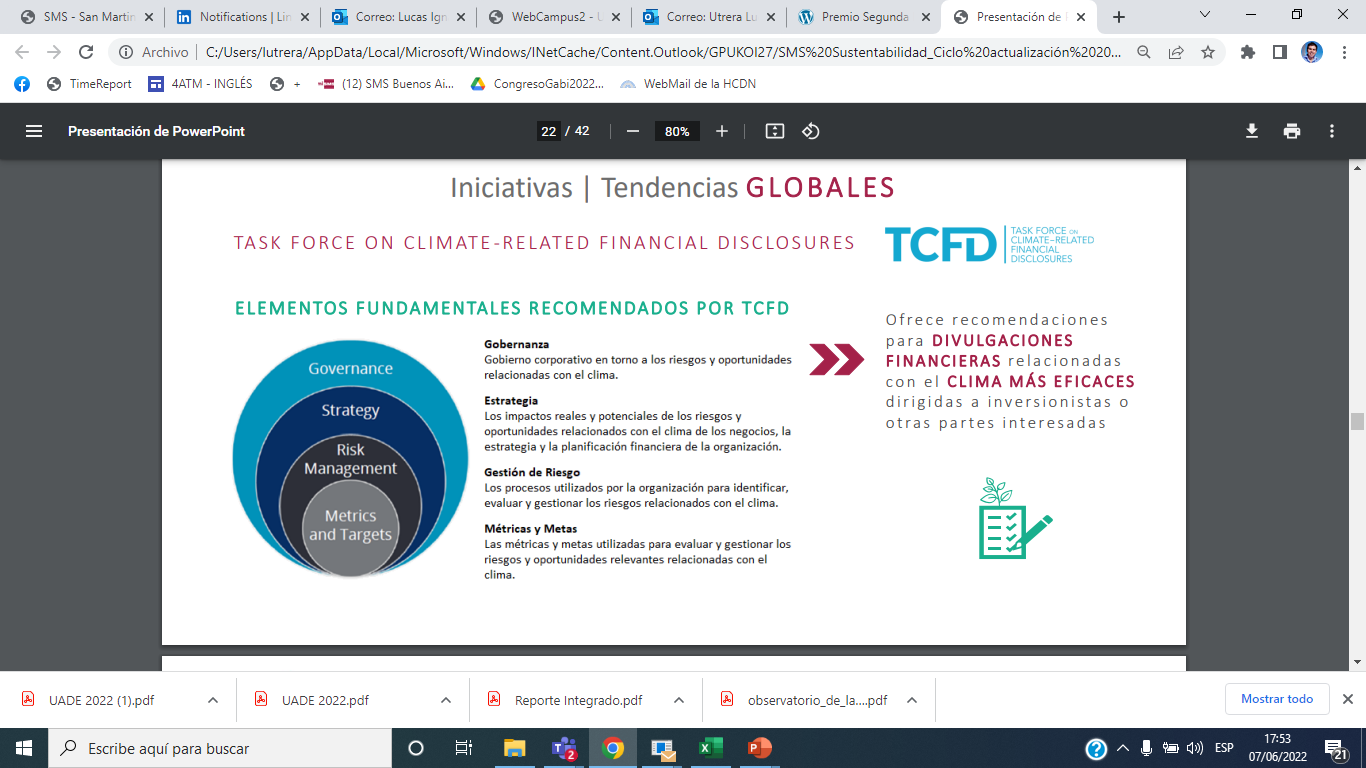 SMS - San Martin
Notifications | Lin
Correo: Lucas Ign
WebCampus2 - U
Correo: Utrera Lu
Premio Segunda
Presentación de
Archivo
C:/Users/lutrera/AppData/Local/Microsoft/Windows/INetCache/Content.Outlook/GPUKOI27/SMS%20Sustentabilidad_Ciclo%20actualización%2020...
TimeReport
4ATM - INGLÉS
+
(12) SMS Buenos Ai...
CongresoGabi2022...
WebMail de la HCDN
Presentación de PowerPoint
22 / 42
80%
Iniciativas | Tendencias GLOBALES
TASK FORCE ON CLIMATE-RELATED FINANCIAL DISCLOSURES
TCFD
TASK FORCE ON
CLIMATE-RELATED
FINANCIAL
DISCLOSURES
ELEMENTOS FUNDAMENTALES RECOMENDADOS POR TCFD
Governance
Strategy
Risk
Management
Metrics
and Targets
Gobernanza
Gobierno corporativo en torno a los riesgos y oportunidades
relacionadas con el clima.
Estrategia
Los impactos reales y potenciales de los riesgos y
oportunidades relacionados con el clima de los negocios, la
estrategia y la planificación financiera de la organización.
Gestión de Riesgo
Los procesos utilizados por la organización para identificar,
evaluar y gestionar los riesgos relacionados con el clima.
Métricas y Metas
Las métricas y metas utilizadas para evaluar y gestionar los
riesgos y oportunidades relevantes relacionadas con el
clima.
Ofrece recomendaciones
para DIVULGACIONES
FINANCIERAS relacionadas
con el CLIMA MÁS EFICACES
dirigidas a inversionistas o
otras partes interesadas
UADE 2022 (1).pdf
UADE 2022.pdf
Reporte Integrado.pdf
observatorio_de_la....pdf
Mostrar todo
Escribe aquí para buscar
2
ESP
17:53
07/06/2022
21